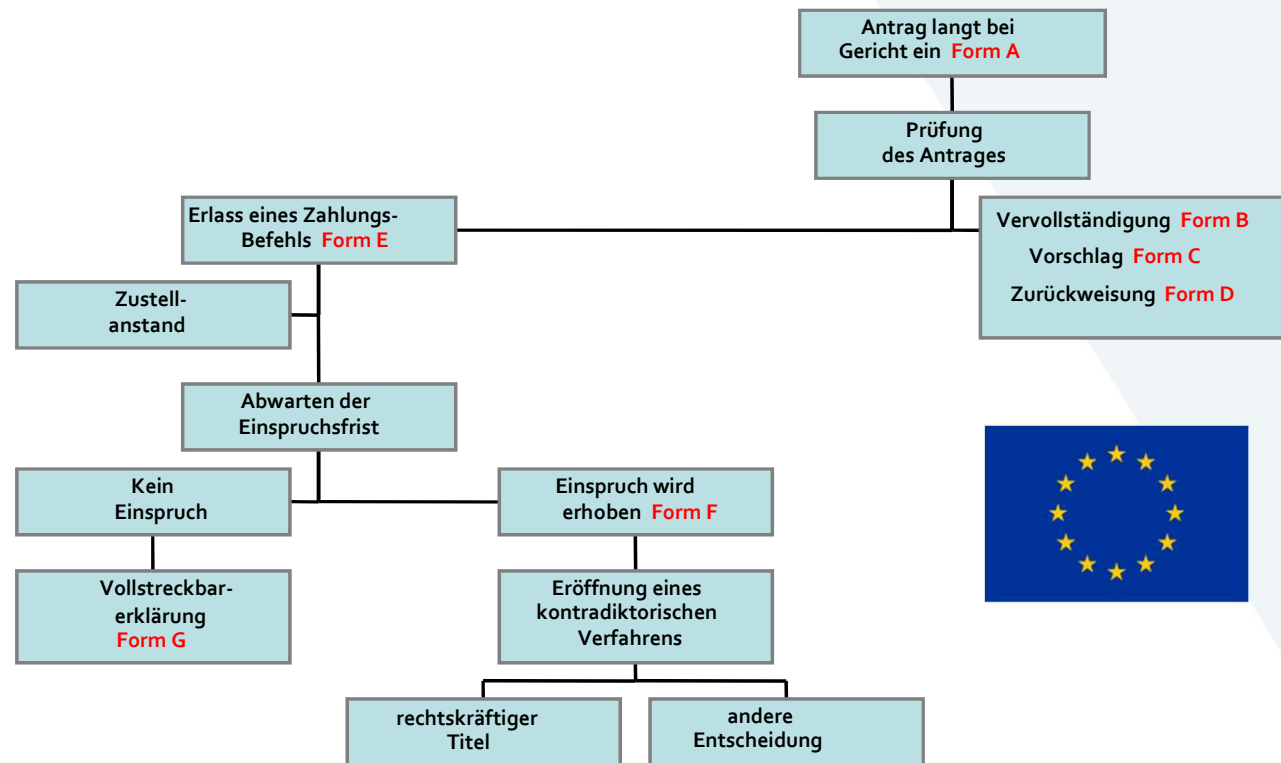 Antrag langt bei
Gericht ein Form A
Prüfung
des Antrages
Erlass eines Zahlungs-
Befehls Form E
Vervollständigung Form B
Vorschlag Form C
Zurückweisung Form D
Zustell-
anstand
Abwarten der
Einspruchsfrist
Kein
Einspruch
Einspruch wird
erhoben Form F
Vollstreckbar-
erklärung
Form G
Eröffnung eines
kontradiktorischen
Verfahrens
rechtskräftiger
Titel
andere
Entscheidung